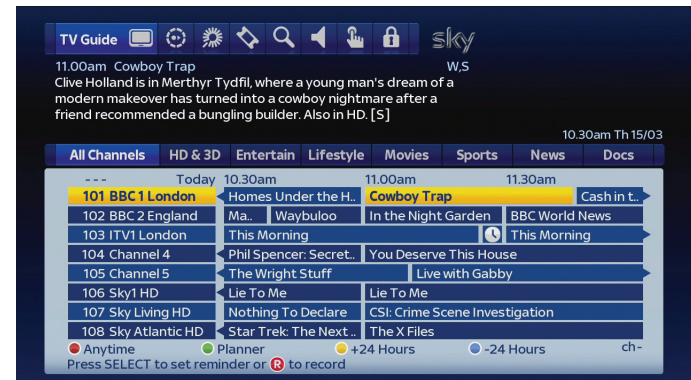 TV Guide
sky
11.00am Cowboy Trap W,S
Clive Holland is in Merthyr Tydfil, where a young man's dream of a
modern makeover has turned into a cowboy nightmare after a
friend recommended a bungling builder. Also in HD. [S]
10.30am Th 15/03
All Channels HD & 3D Entertain Lifestyle Movies Sports News Docs
--- Today 10.30am 11.00am 11.30am
101 BBC 1 London Homes Under the H.. Cowboy Trap Cash in t..
102 BBC 2 England Ma.. Waybuloo In the Night Garden BBC World News
103 ITV1 London This Morning This Morning
104 Channel 4 Phil Spencer: Secret.. You Deserve This House
105 Channel 5 The Wright Stuff Live with Gabby
106 Sky1 HD Lie To Me Lie To Me
107 Sky Living HD Nothing To Declare CSI: Crime Scene Investigation
108 Sky Atlantic HD Star Trek: The Next .. The X Files
Anytime Planner +24 Hours -24 Hours ch-
Press SELECT to set reminder or R to record